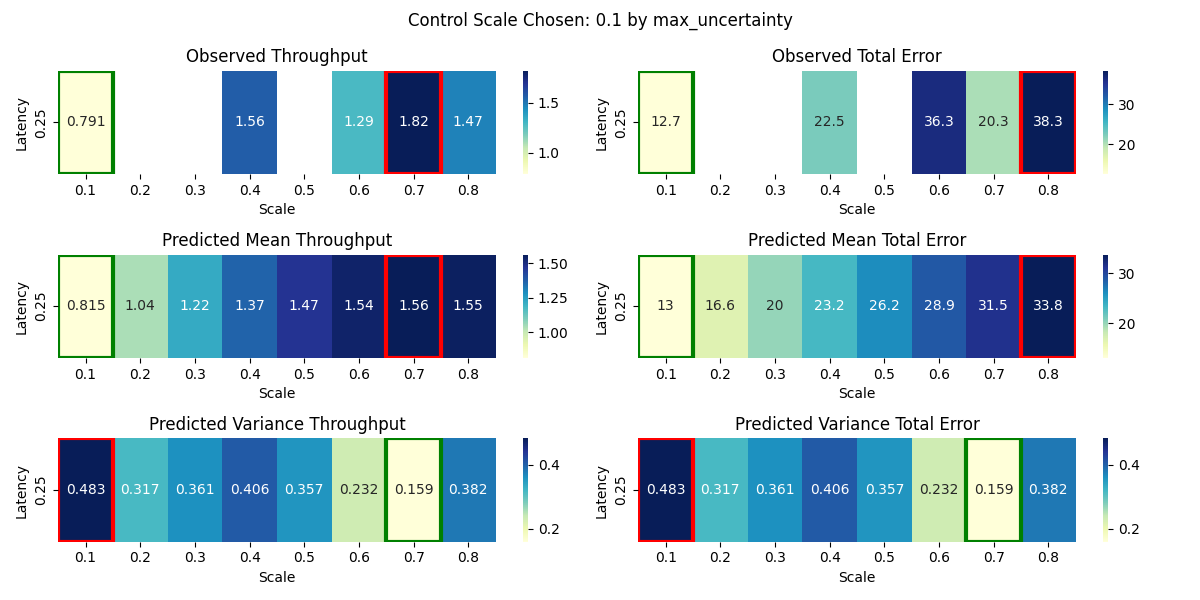 Control Scale Chosen: 0.1 by max_uncertainty
Observed Throughput
Latency
0.25
0.791 1.56 1.29 1.82 1.47
0.1 0.2 0.3 0.4 0.5 0.6 0.7 0.8
Scale
1.5
1.0
Observed Total Error
Latency
0.25
12.7 22.5 36.3 20.3 38.3
0.1 0.2 0.3 0.4 0.5 0.6 0.7 0.8
Scale
30
20
Predicted Mean Throughput
Latency
0.25
0.815 1.04 1.22 1.37 1.47 1.54 1.56 1.55
0.1 0.2 0.3 0.4 0.5 0.6 0.7 0.8
Scale
1.50
1.25
1.00
Predicted Mean Total Error
Latency
0.25
13 16.6 20 23.2 26.2 28.9 31.5 33.8
0.1 0.2 0.3 0.4 0.5 0.6 0.7 0.8
Scale
30
20
Predicted Variance Throughput
Latency
0.25
0.483 0.317 0.361 0.406 0.357 0.232 0.159 0.382
0.1 0.2 0.3 0.4 0.5 0.6 0.7 0.8
Scale
0.4
0.2
Predicted Variance Total Error
Latency
0.25
0.483 0.317 0.361 0.406 0.357 0.232 0.159 0.382
0.1 0.2 0.3 0.4 0.5 0.6 0.7 0.8
Scale
0.4
0.2